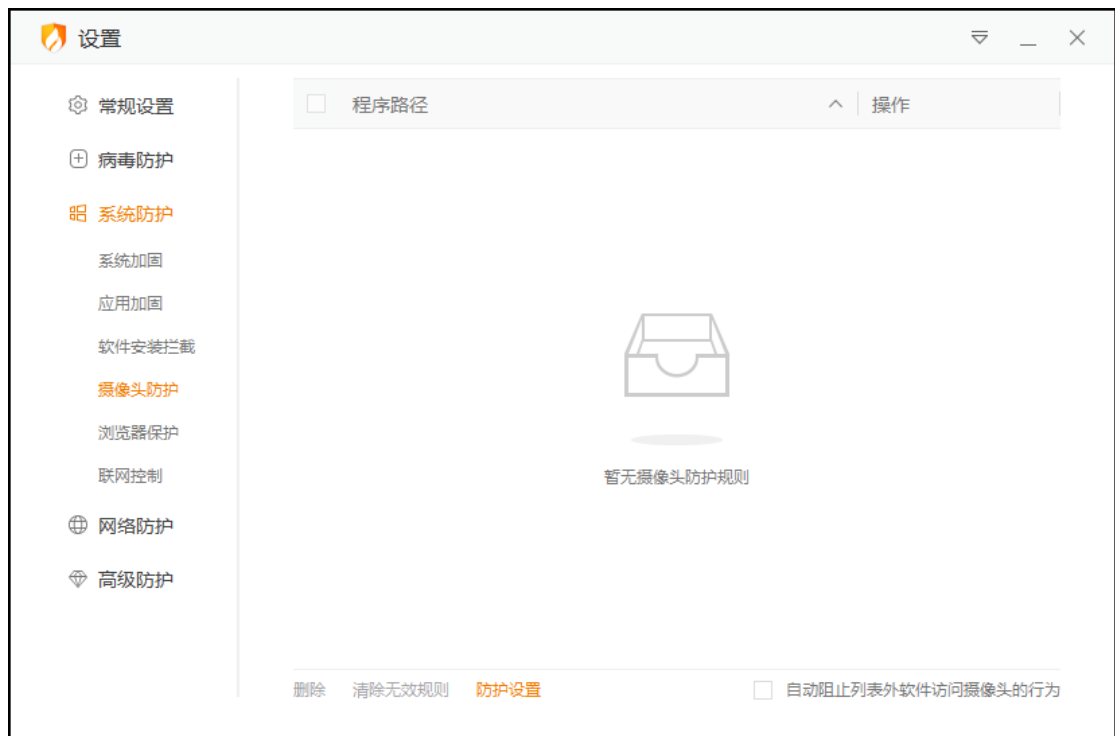 设置
常规设置
病毒防护
系统防护
系统加固
应用加固
软件安装拦截
摄像头防护
浏览器保护
联网控制
网络防护
高级防护
程序路径 操作
暂无摄像头防护规则
删除 清除无效规则 防护设置 自动阻止列表外软件访问摄像头的行为